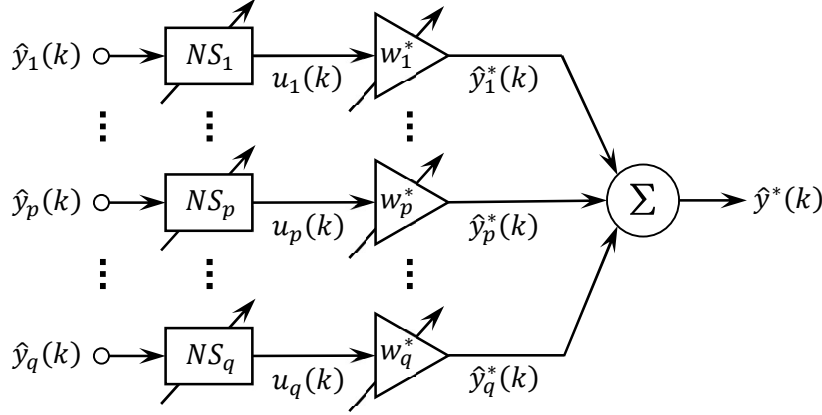 ŷ₁(k) NS₁ u₁(k) w₁* ŷ₁*(k)
ŷₚ(k) NSₚ uₚ(k) wₚ* ŷₚ*(k) Σ ŷ*(k)
ŷ_q(k) NS_q u_q(k) w_q* ŷ_q*(k)